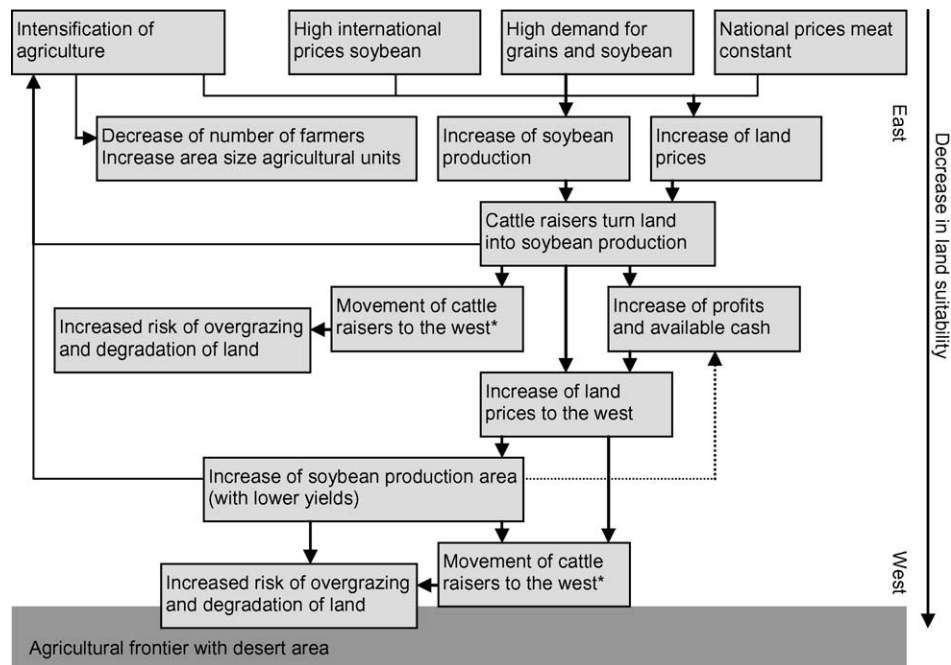 Intensification of
agriculture
High international
prices soybean
High demand for
grains and soybean
National prices meat
constant
East
Decrease of number of farmers
Increase area size agricultural units
Increase of soybean
production
Increase of land
prices
Decrease in land suitability
Cattle raisers turn land
into soybean production
Increased risk of overgrazing
and degradation of land
Movement of cattle
raisers to the west*
Increase of profits
and available cash
Increase of land
prices to the west
Increase of soybean production area
(with lower yields)
West
Increased risk of overgrazing
and degradation of land
Movement of cattle
raisers to the west*
Agricultural frontier with desert area